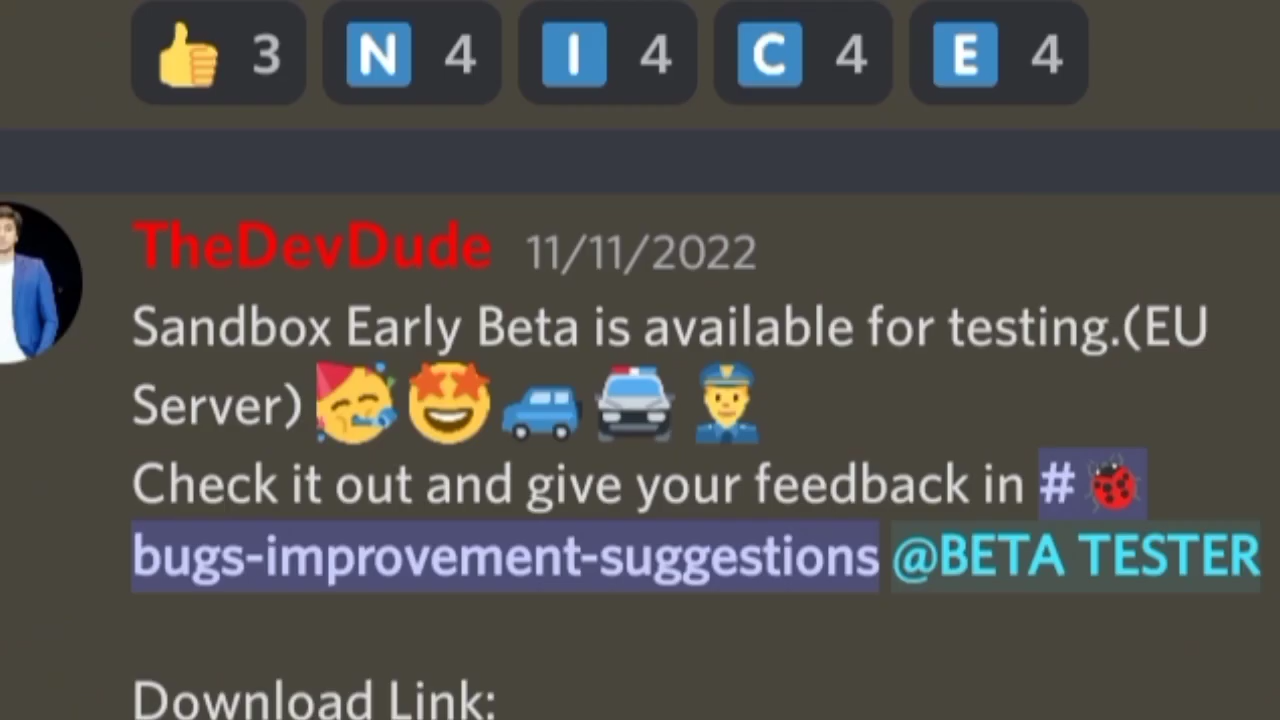 3 N 4 I 4 C 4 E 4
TheDevDude 11/11/2022
Sandbox Early Beta is available for testing.(EU
Server)
Check it out and give your feedback in #
bugs-improvement-suggestions @BETA TESTER
Download Link: